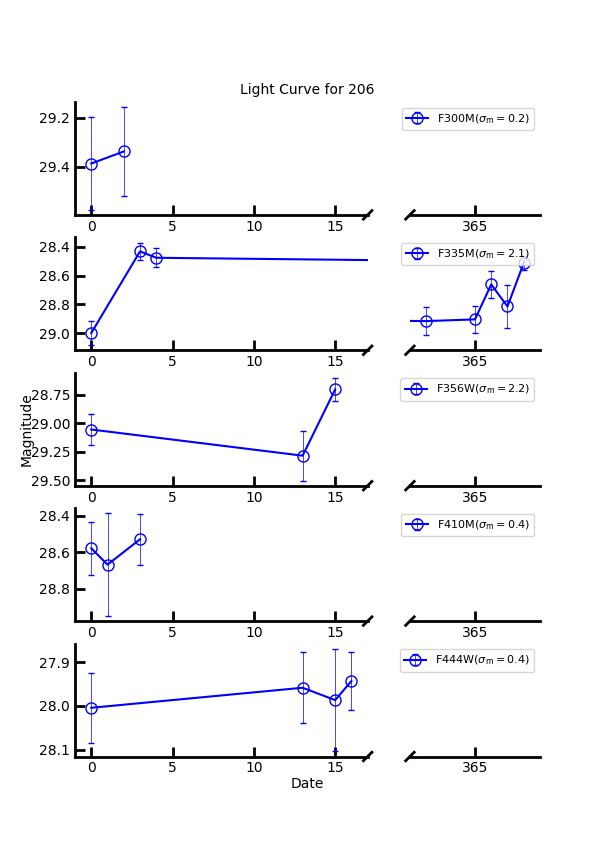 Light Curve for 206
29.2
29.4
F300M(σm = 0.2)
0 5 10 15 365
28.4
28.6
28.8
29.0
F335M(σm = 2.1)
0 5 10 15 365
Magnitude
28.75
29.00
29.25
29.50
F356W(σm = 2.2)
0 5 10 15 365
28.4
28.6
28.8
F410M(σm = 0.4)
0 5 10 15 365
27.9
28.0
28.1
F444W(σm = 0.4)
0 5 10 15 365
Date